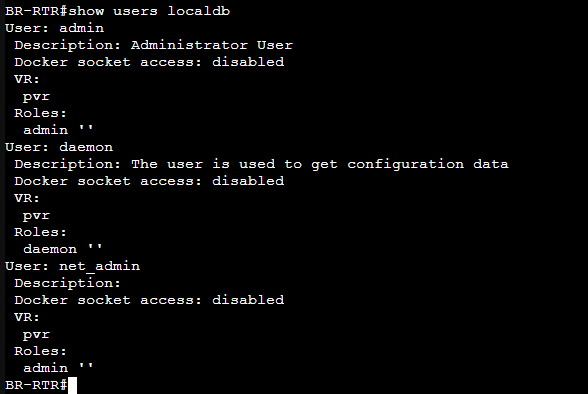 BR-RTR#show users localdb
User: admin
 Description: Administrator User
 Docker socket access: disabled
 VR:
  pvr
 Roles:
  admin ''
User: daemon
 Description: The user is used to get configuration data
 Docker socket access: disabled
 VR:
  pvr
 Roles:
  daemon ''
User: net_admin
 Description:
 Docker socket access: disabled
 VR:
  pvr
 Roles:
  admin ''
BR-RTR#